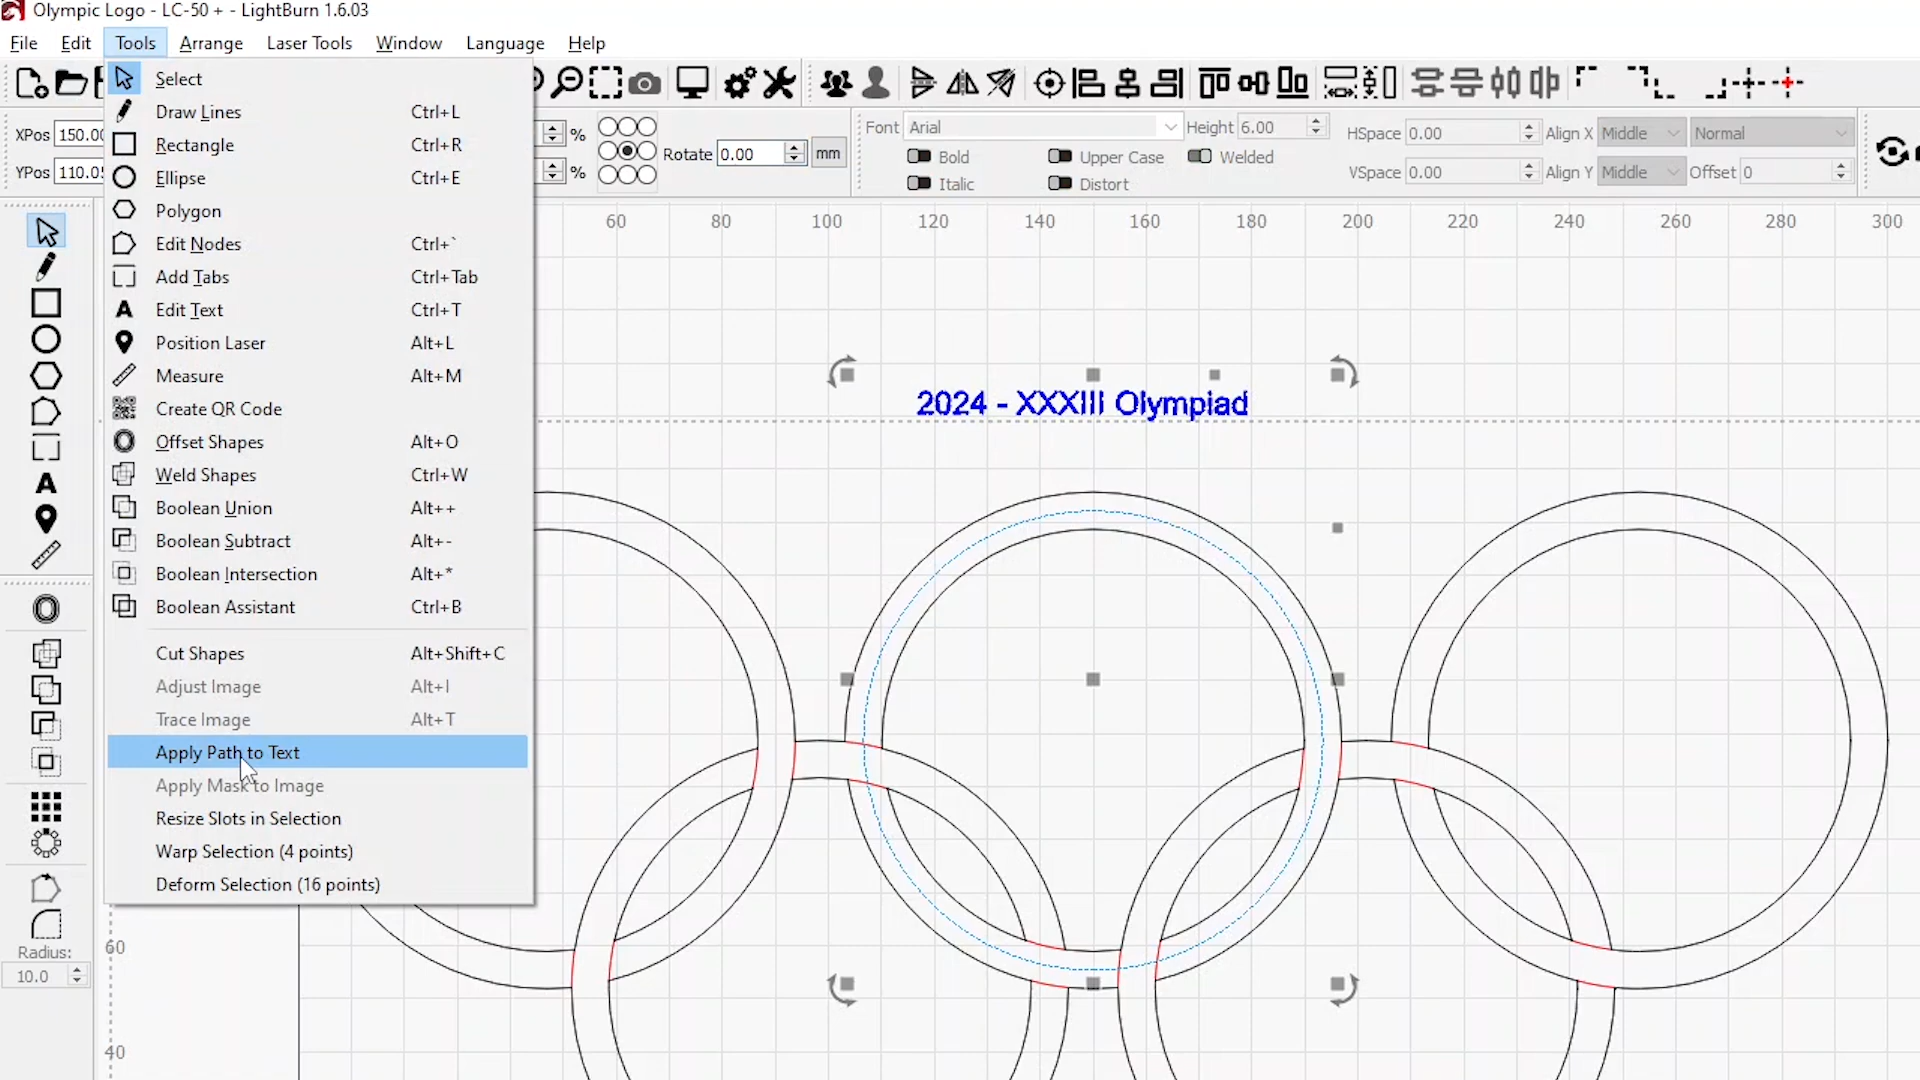 Olympic Logo - LC-50 + - LightBurn 1.6.03
File Edit Tools Arrange Laser Tools Window Language Help
Select
Draw Lines Ctrl+L
Rectangle Ctrl+R
Ellipse Ctrl+E
Polygon
Edit Nodes Ctrl+`
Add Tabs Ctrl+Tab
Edit Text Ctrl+T
Position Laser Alt+L
Measure Alt+M
Create QR Code
Offset Shapes Alt+O
Weld Shapes Ctrl+W
Boolean Union Alt++
Boolean Subtract Alt+-
Boolean Intersection Alt+*
Boolean Assistant Ctrl+B
Cut Shapes Alt+Shift+C
Adjust Image Alt+I
Trace Image Alt+T
Apply Path to Text
Apply Mask to Image
Resize Slots in Selection
Warp Selection (4 points)
Deform Selection (16 points)
XPos 150.00
YPos 110.05
%
%
Rotate 0.00 mm
Font Arial Height 6.00
Bold Upper Case Welded
Italic Distort
HSpace 0.00 Align X Middle Normal
VSpace 0.00 Align Y Middle Offset 0
60 80 100 120 140 160 180 200 220 240 260 280 300
2024 - XXXIII Olympiad
Radius:
10.0
60
40